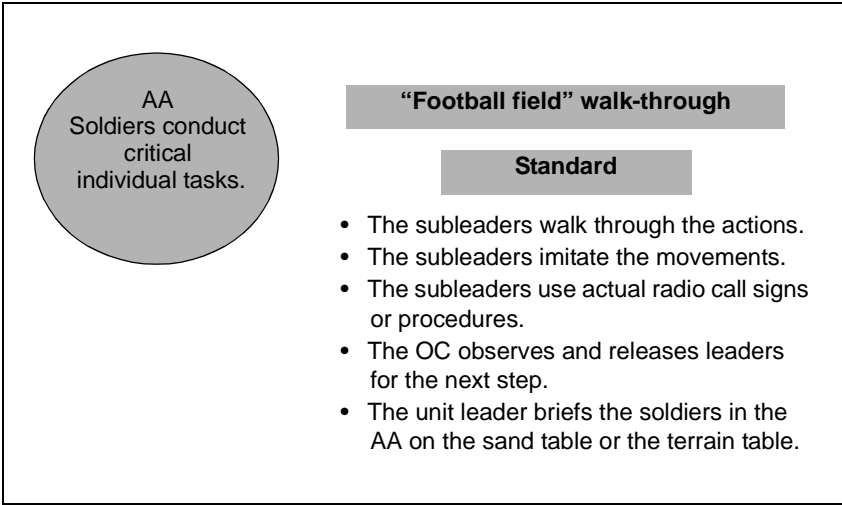 AA
Soldiers conduct
critical
individual tasks.
“Football field” walk-through
Standard
• The subleaders walk through the actions.
• The subleaders imitate the movements.
• The subleaders use actual radio call signs
or procedures.
• The OC observes and releases leaders
for the next step.
• The unit leader briefs the soldiers in the
AA on the sand table or the terrain table.